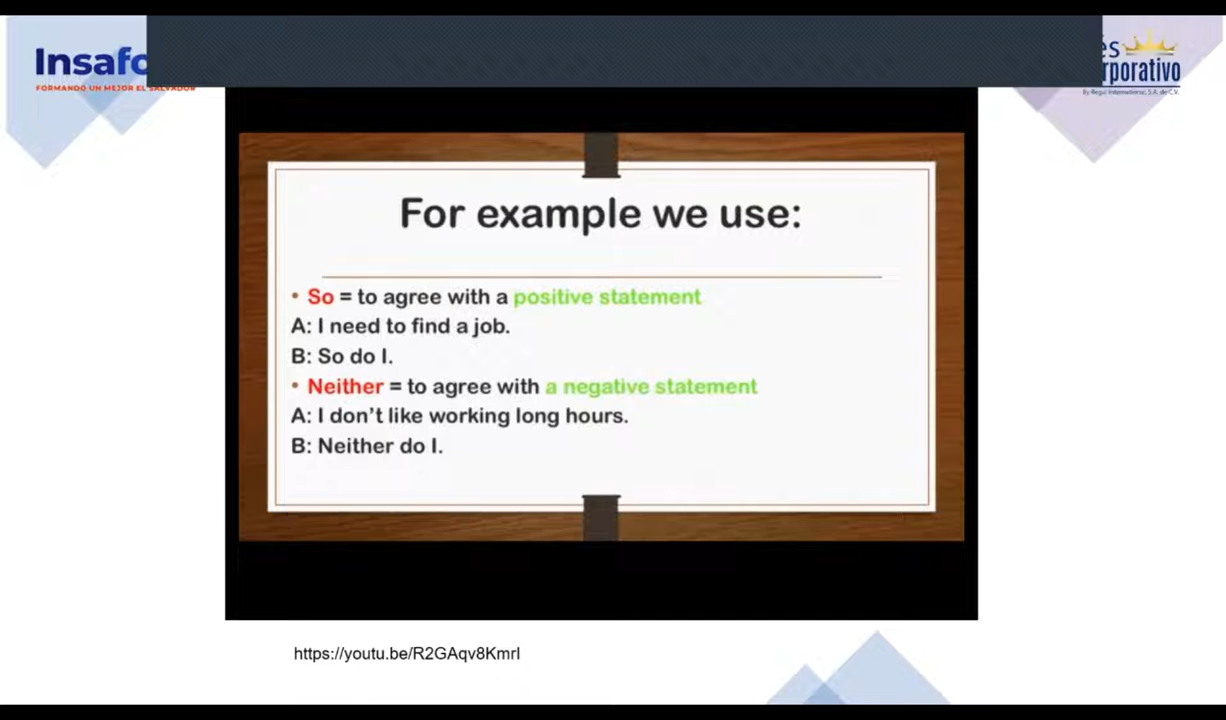 Insafo
FORMANDO UN MEJOR EL SALVADOR
és
rporativo
By Regal International, S.A. de C.V.
For example we use:
• So = to agree with a positive statement
A: I need to find a job.
B: So do I.
• Neither = to agree with a negative statement
A: I don’t like working long hours.
B: Neither do I.
https://youtu.be/R2GAqv8KmrI